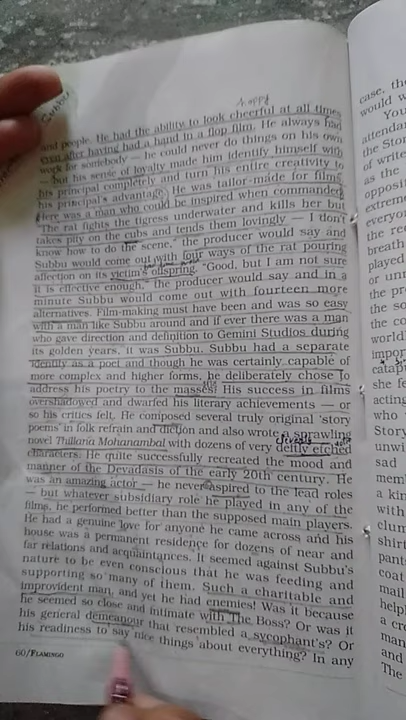 happy
Subbu
and people. He had the ability to look cheerful at all times
even after having had a hand in a flop film. He always had
work for somebody — he could never do things on his own
— but his sense of loyalty made him identify himself with
his principal completely and turn his entire creativity to
his principal's advantage. He was tailor-made for films.
Here was a man who could be inspired when commanded.
"The rat fights the tigress underwater and kills her but
takes pity on the cubs and tends them lovingly — I don't
know how to do the scene," the producer would say and
Subbu would come out with four ways of the rat pouring
affection on its victim's offspring. "Good, but I am not sure
it is effective enough," the producer would say and in a
minute Subbu would come out with fourteen more
alternatives. Film-making must have been and was so easy
with a man like Subbu around and if ever there was a man
who gave direction and definition to Gemini Studios during
its golden years, it was Subbu. Subbu had a separate
identity as a poet and though he was certainly capable of
more complex and higher forms, he deliberately chose to
address his poetry to the masses. His success in films
overshadowed and dwarfed his literary achievements — or
so his critics felt. He composed several truly original 'story
poems' in folk refrain and diction and also wrote a sprawling
novel Thillana Mohanambal with dozens of very deftly etched
characters. He quite successfully recreated the mood and
manner of the Devadasis of the early 20th century. He
was an amazing actor — he never aspired to the lead roles
— but whatever subsidiary role he played in any of the
films, he performed better than the supposed main players.
He had a genuine love for anyone he came across and his
house was a permanent residence for dozens of near and
far relations and acquaintances. It seemed against Subbu's
nature to be even conscious that he was feeding and
supporting so many of them. Such a charitable and
improvident man, and yet he had enemies! Was it because
he seemed so close and intimate with The Boss? Or was it
his general demeanour that resembled a sycophant's? Or
his readiness to say nice things about everything? In any
60/FLAMINGO
case, the
would w
You
attenda
the Stor
of write
as the
opposit
extreme
everyon
the rec
breath
played
or unt
the pr
the so
the co
impor
catap
she fe
acting
who
Story
unwi
sad
mem
a kin
with
clum
shirt
pant
coat
mail
help
a cr
man
and
The